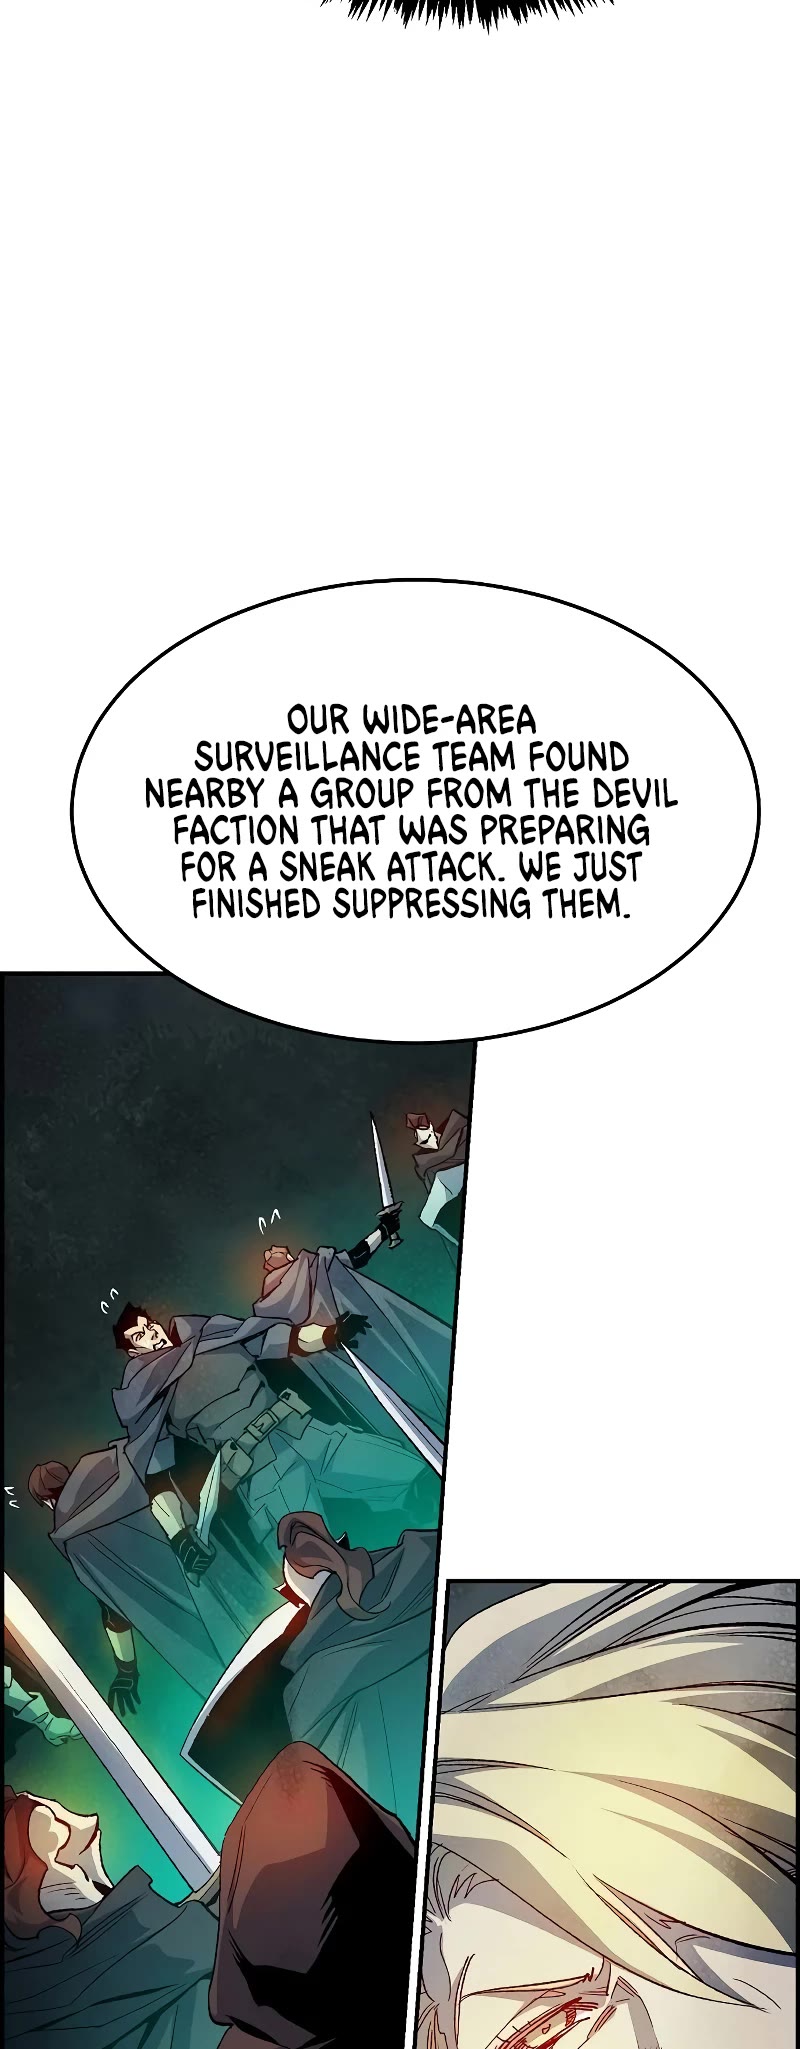 OUR WIDE-AREA
SURVEILLANCE TEAM FOUND
NEARBY A GROUP FROM THE DEVIL
FACTION THAT WAS PREPARING
FOR A SNEAK ATTACK. WE JUST
FINISHED SUPPRESSING THEM.